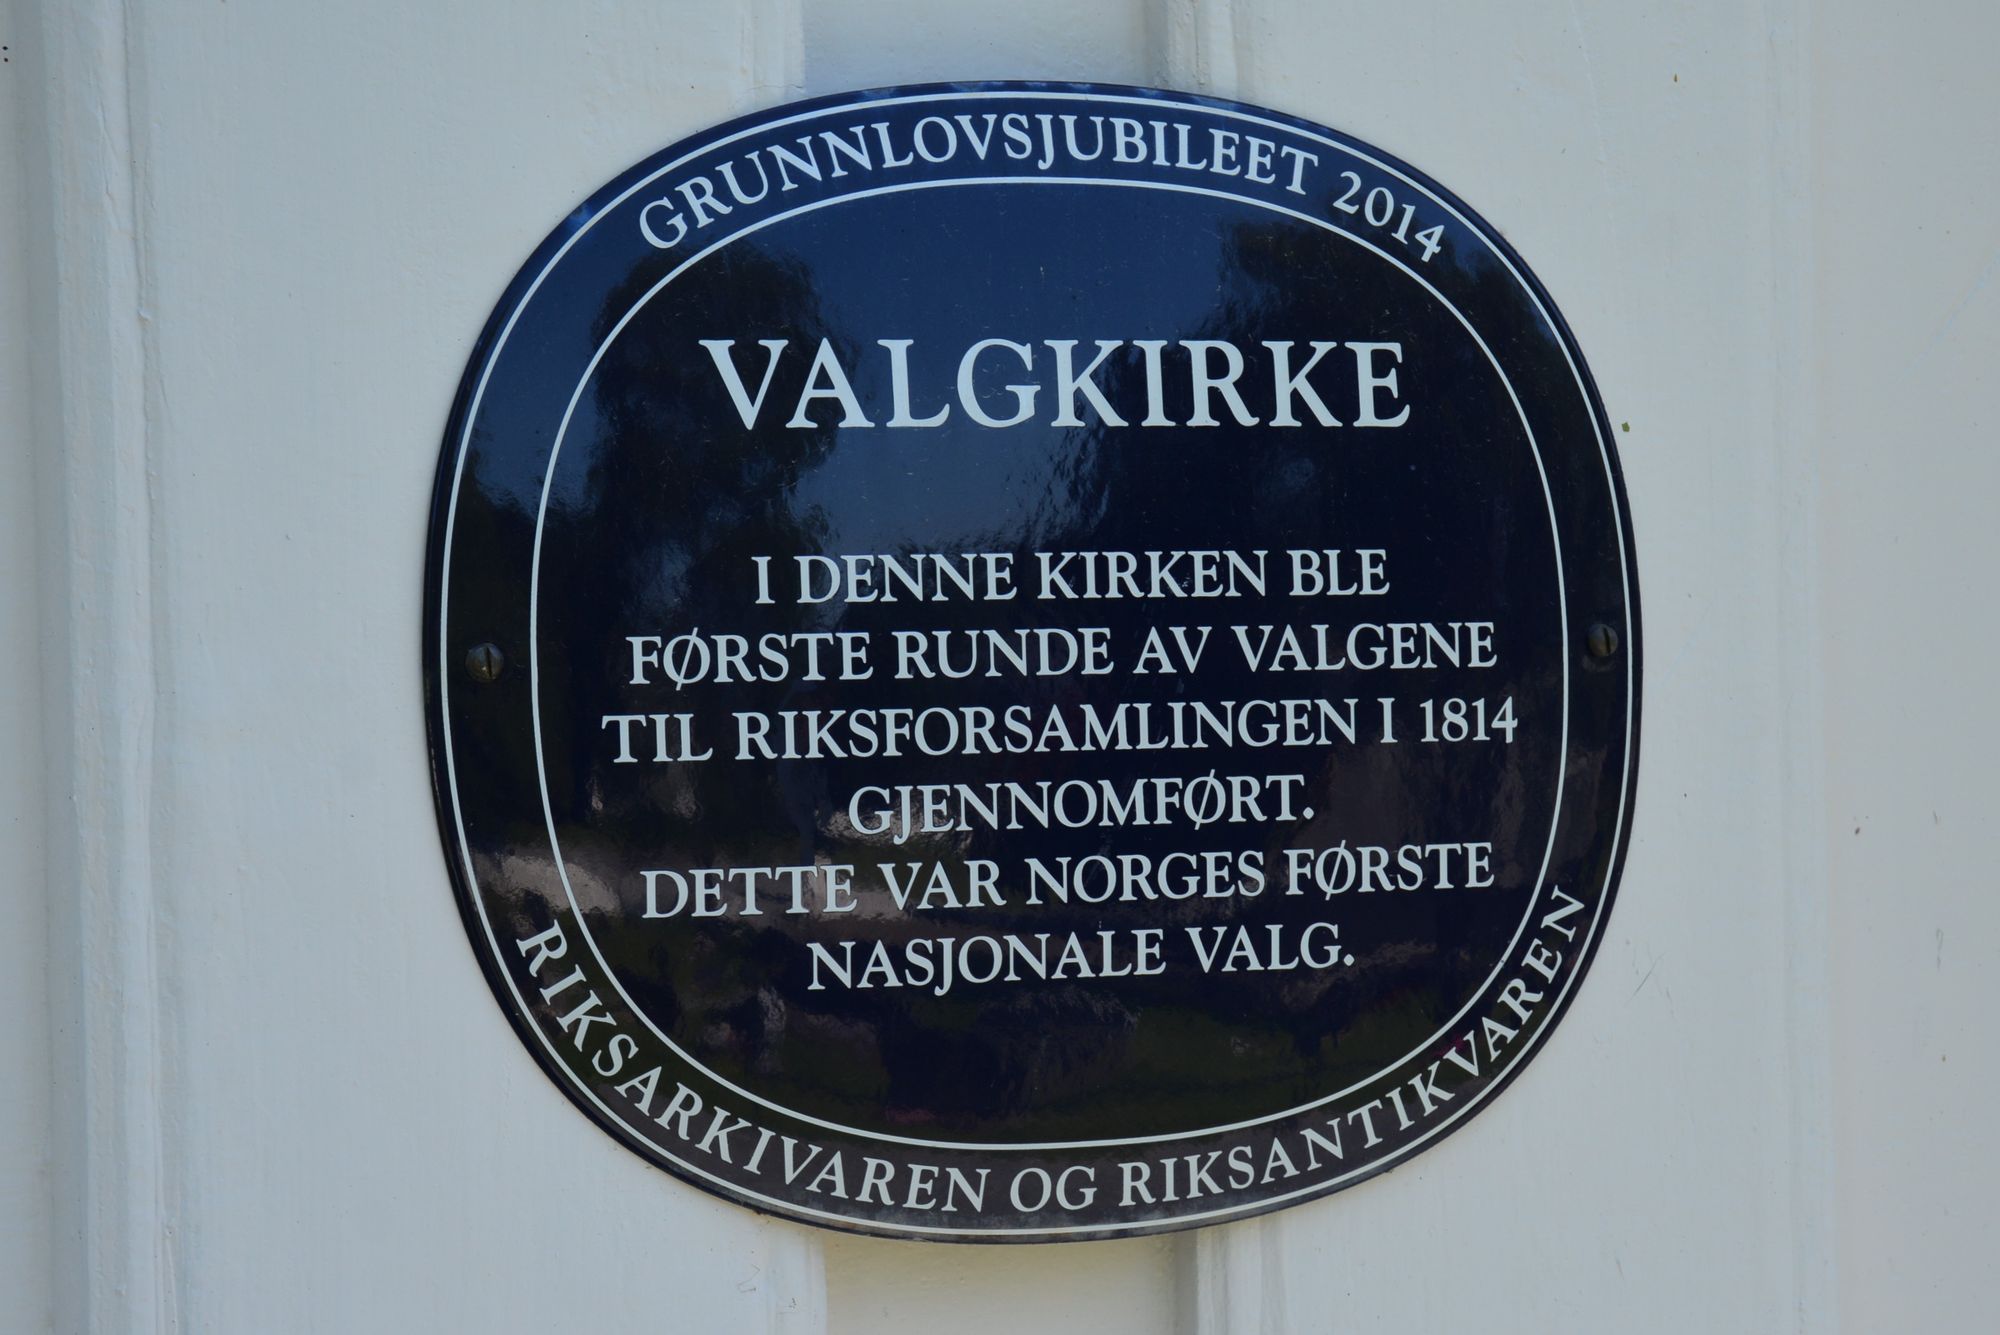 GRUNNLOVSJUBILEET 2014
VALGKIRKE
I DENNE KIRKEN BLE
FØRSTE RUNDE AV VALGENE
TIL RIKSFORSAMLINGEN I 1814
GJENNOMFØRT.
DETTE VAR NORGES FØRSTE
NASJONALE VALG.
RIKSARKIVAREN OG RIKSANTIKVAREN